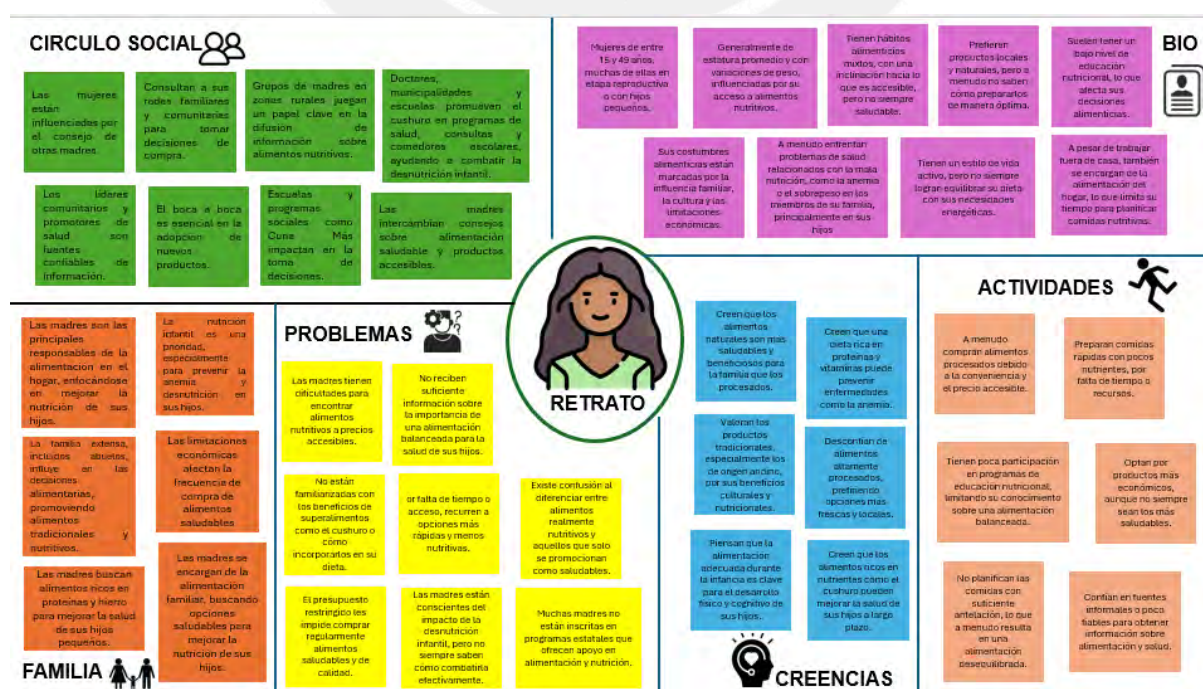 CIRCULO SOCIAL
Las mujeres
están
influenciadas por
el consejo de
otras madres.
Consultan a sus
redes familiares
y comunitarias
para tomar
decisiones de
compra.
Grupos de madres en
zonas rurales juegan
un papel clave en la
difusión de
información sobre
alimentos nutritivos.
Doctores,
municipalidades y
escuelas promueven el
cushuro en programas de
salud, consultas y
comedores escolares,
ayudando a combatir la
desnutrición infantil.
Los líderes
comunitarios y
promotores de
salud son
fuentes
confiables de
información.
El boca a boca
es esencial en la
adopción de
nuevos
productos.
Escuelas y
programas
sociales como
Cuna Más
impactan en la
toma de
decisiones.
Las madres
intercambian consejos
sobre alimentación
saludable y productos
accesibles.
BIO
Mujeres de entre
15 y 49 años,
muchas de ellas en
etapa reproductiva
o con hijos
pequeños.
Generalmente de
estatura promedio y con
variaciones de peso,
influenciadas por su
acceso a alimentos
nutritivos.
Tienen hábitos
alimenticios
mixtos, con una
inclinación hacia lo
que es accesible,
pero no siempre
saludable.
Prefieren
productos locales
y naturales, pero a
menudo no saben
cómo prepararlos
de manera óptima.
Suelen tener un
bajo nivel de
educación
nutricional, lo que
afecta sus
decisiones
alimenticias.
Sus costumbres
alimenticias están
marcadas por la
influencia familiar,
la cultura y las
limitaciones
económicas.
A menudo enfrentan
problemas de salud
relacionados con la mala
nutrición, como la anemia
o el sobrepeso en los
miembros de su familia,
principalmente en sus
hijos
Tienen un estilo de vida
activo, pero no siempre
logran equilibrar su dieta
con sus necesidades
energéticas.
A pesar de trabajar
fuera de casa, también
se encargan de la
alimentación del
hogar, lo que limita su
tiempo para planificar
comidas nutritivas.
RETRATO
Las madres son las
principales
responsables de la
alimentación en el
hogar, enfocándose
en mejorar la
nutrición de sus
hijos.
La nutrición
infantil es una
prioridad,
especialmente
para prevenir la
anemia y
desnutrición en
sus hijos.
La familia extensa,
incluidos abuelos,
influye en las
decisiones
alimentarias,
promoviendo
alimentos
tradicionales y
nutritivos.
Las limitaciones
económicas afectan la
frecuencia de
compra de
alimentos
saludables
Las madres buscan
alimentos ricos en
proteínas y hierro
para mejorar la salud
de sus hijos
pequeños.
Las madres se
encargan de la
alimentación
familiar, buscando
opciones
saludables para
mejorar la
nutrición de sus
hijos.
FAMILIA
PROBLEMAS
Las madres tienen
dificultades para
encontrar
alimentos
nutritivos a precios
accesibles.
No reciben
suficiente
información sobre
la importancia de
una alimentación
balanceada para la
salud de sus hijos.
No están
familiarizadas con
los beneficios de
superalimentos
como el cushuro o
cómo
incorporarlos en su
dieta.
or falta de tiempo o
acceso, recurren a
opciones más
rápidas y menos
nutritivas.
Existe confusión al
diferenciar entre
alimentos
realmente
nutritivos y
aquellos que solo
se promocionan
como saludables.
El presupuesto
restringido les
impide comprar
regularmente
alimentos
saludables y de
calidad.
Las madres están
conscientes del
impacto de la
desnutrición
infantil, pero no
siempre saben
cómo combatirla
efectivamente.
Muchas madres no
están inscritas en
programas estatales que
ofrecen apoyo en
alimentación y nutrición.
Creen que los
alimentos
naturales son más
saludables y
beneficiosos para
la familia que los
procesados.
Creen que una
dieta rica en
proteínas y
vitaminas puede
prevenir
enfermedades
como la anemia.
Valoran los
productos
tradicionales,
especialmente los
de origen andino,
por sus beneficios
culturales y
nutricionales.
Desconfían de
alimentos
altamente
procesados,
prefiriendo
opciones más
frescas y locales.
Piensan que la
alimentación
adecuada durante
la infancia es clave
para el desarrollo
físico y cognitivo de
sus hijos.
Creen que los
alimentos ricos en
nutrientes como el
cushuro pueden
mejorar la salud de
sus hijos a largo
plazo.
CREENCIAS
ACTIVIDADES
A menudo
compran alimentos
procesados debido
a la conveniencia y
el precio accesible.
Preparan comidas
rápidas con pocos
nutrientes, por
falta de tiempo o
recursos.
Tienen poca participación
en programas de
educación nutricional,
limitando su conocimiento
sobre una alimentación
balanceada.
Optan por
productos más
económicos,
aunque no siempre
sean los más
saludables.
No planifican las
comidas con
suficiente
antelación, lo que
a menudo resulta
en una
alimentación
desequilibrada.
Confían en fuentes
informales o poco
fiables para obtener
información sobre
alimentación y salud.